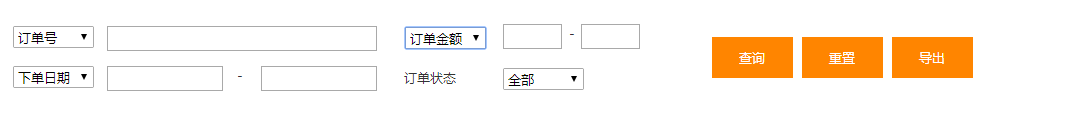 订单号 订单金额 -
查询 重置 导出
下单日期 - 订单状态 全部